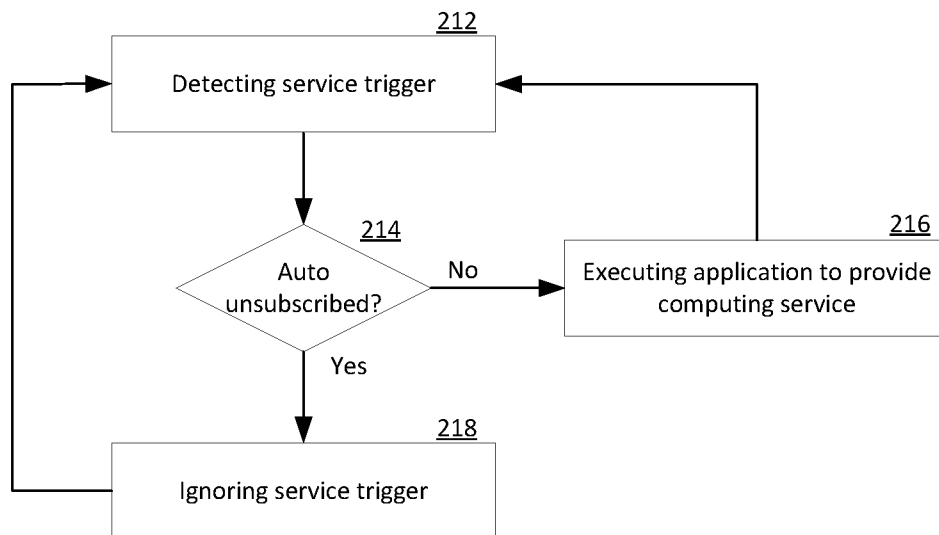 212
Detecting service trigger
214
Auto
unsubscribed?
No
216
Executing application to provide
computing service
Yes
218
Ignoring service trigger